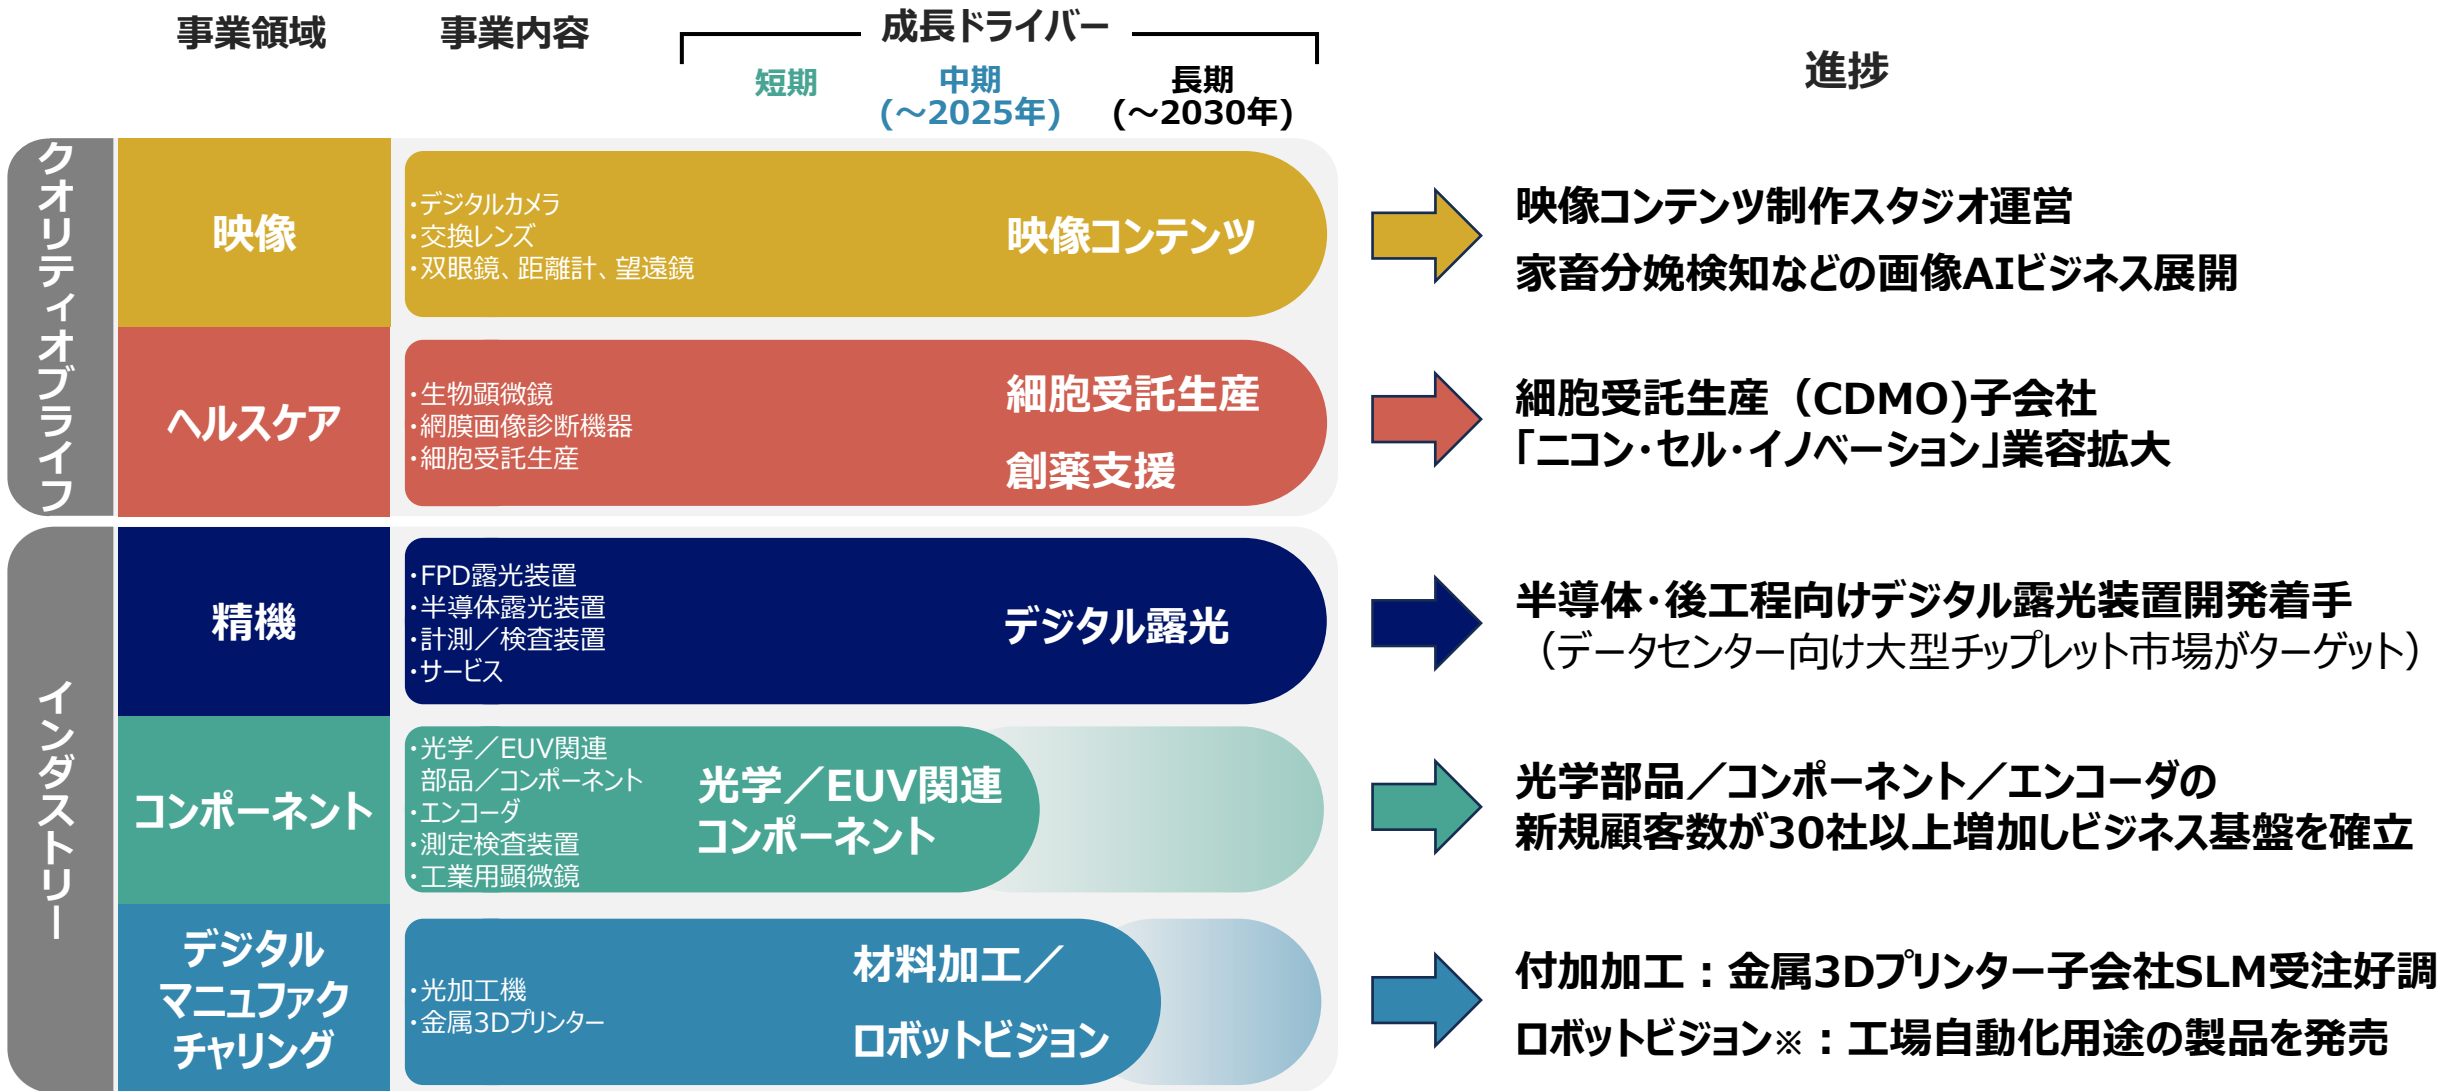 事業領域
事業内容
成長ドライバー
短期
中期
(～2025年)
長期
(～2030年)
進捗
クオリティオブライフ
映像
・デジタルカメラ
・交換レンズ
・双眼鏡、距離計、望遠鏡
映像コンテンツ
映像コンテンツ制作スタジオ運営
家畜分娩検知などの画像AIビジネス展開
ヘルスケア
・生物顕微鏡
・網膜画像診断機器
・細胞受託生産
細胞受託生産
創薬支援
細胞受託生産（CDMO)子会社
「ニコン・セル・イノベーション」業容拡大
インダストリー
精機
・FPD露光装置
・半導体露光装置
・計測／検査装置
・サービス
デジタル露光
半導体・後工程向けデジタル露光装置開発着手
（データセンター向け大型チップレット市場がターゲット）
コンポーネント
・光学／EUV関連
部品／コンポーネント
・エンコーダ
・測定検査装置
・工業用顕微鏡
光学／EUV関連
コンポーネント
光学部品／コンポーネント／エンコーダの
新規顧客数が30社以上増加しビジネス基盤を確立
デジタル
マニュファク
チャリング
・光加工機
・金属3Dプリンター
材料加工／
ロボットビジョン
付加加工：金属3Dプリンター子会社SLM受注好調
ロボットビジョン※：工場自動化用途の製品を発売